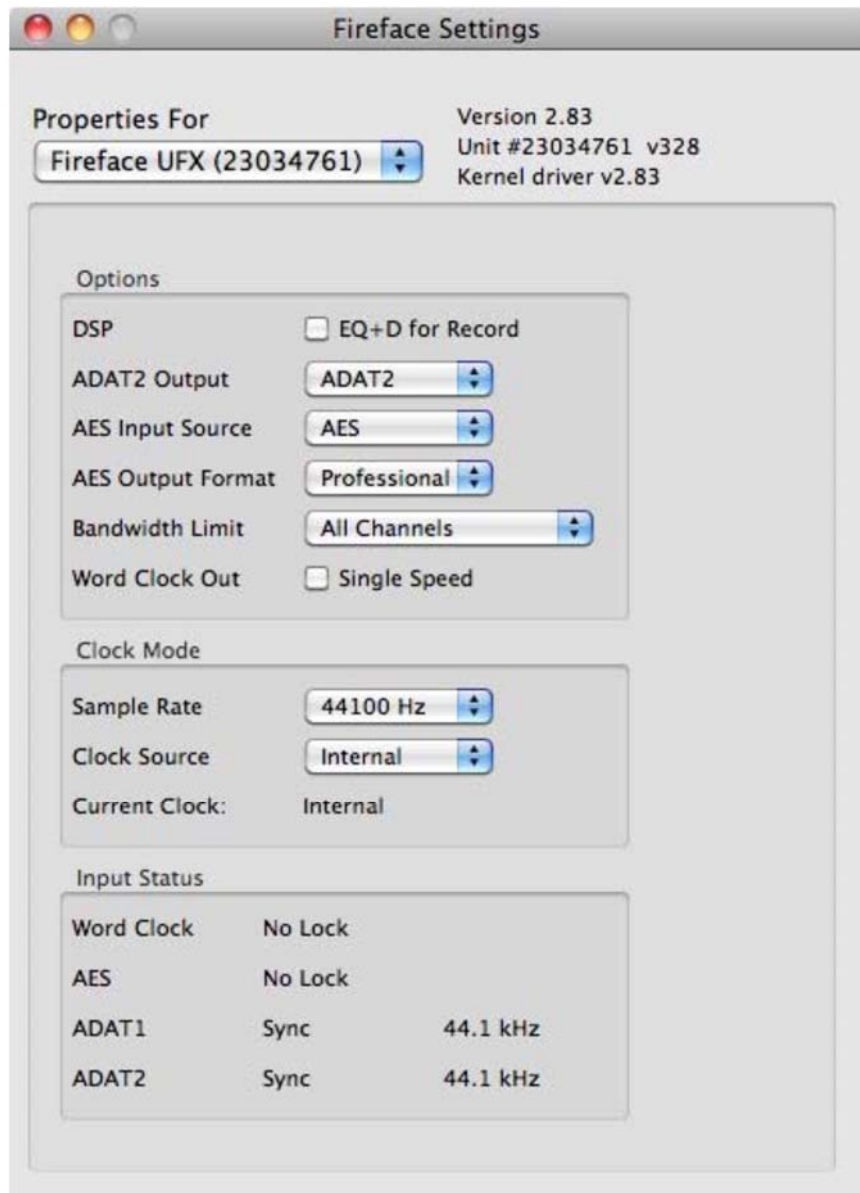 Fireface Settings
Properties For
Fireface UFX (23034761)
Version 2.83
Unit #23034761 v328
Kernel driver v2.83
Options
DSP EQ+D for Record
ADAT2 Output ADAT2
AES Input Source AES
AES Output Format Professional
Bandwidth Limit All Channels
Word Clock Out Single Speed
Clock Mode
Sample Rate 44100 Hz
Clock Source Internal
Current Clock: Internal
Input Status
Word Clock No Lock
AES No Lock
ADAT1 Sync 44.1 kHz
ADAT2 Sync 44.1 kHz